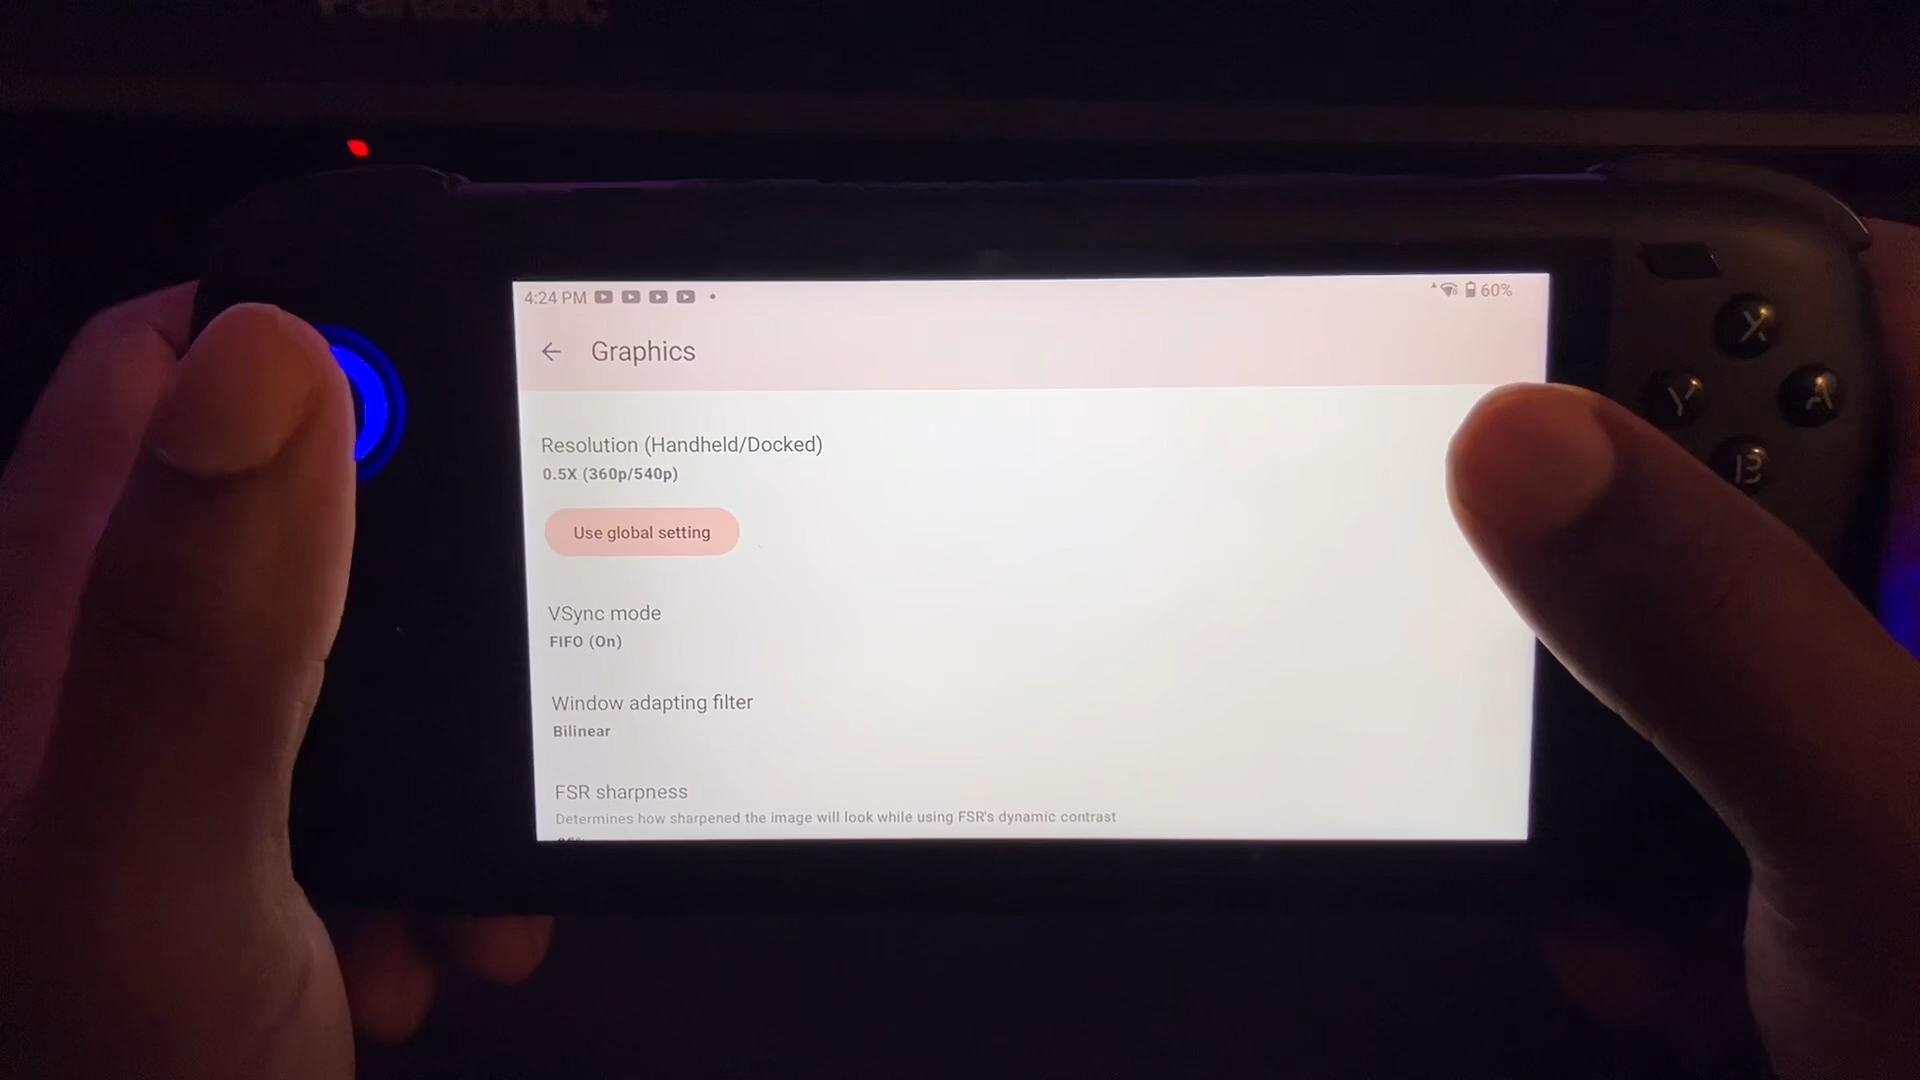 Panasonic
4:24 PM
60%
Graphics
X
Y
A
B
Resolution (Handheld/Docked)
0.5X (360p/540p)
Use global setting
VSync mode
FIFO (On)
Window adapting filter
Bilinear
FSR sharpness
Determines how sharpened the image will look while using FSR's dynamic contrast